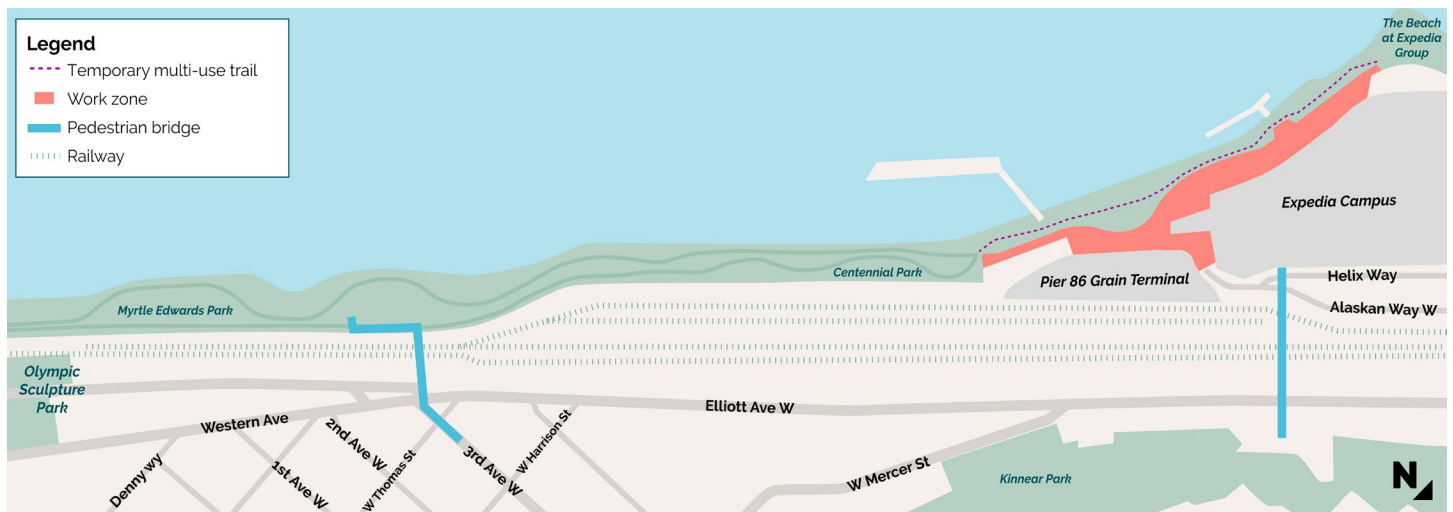 Legend
Temporary multi-use trail
Work zone
Pedestrian bridge
Railway
The Beach
at Expedia
Group
Expedia Campus
Centennial Park
Pier 86 Grain Terminal
Helix Way
Alaskan Way W
Myrtle Edwards Park
Olympic
Sculpture
Park
Western Ave
Elliott Ave W
Denny wy
1st Ave W
2nd Ave W
W Thomas St
3rd Ave W
W Harrison St
W Mercer St
Kinnear Park
N